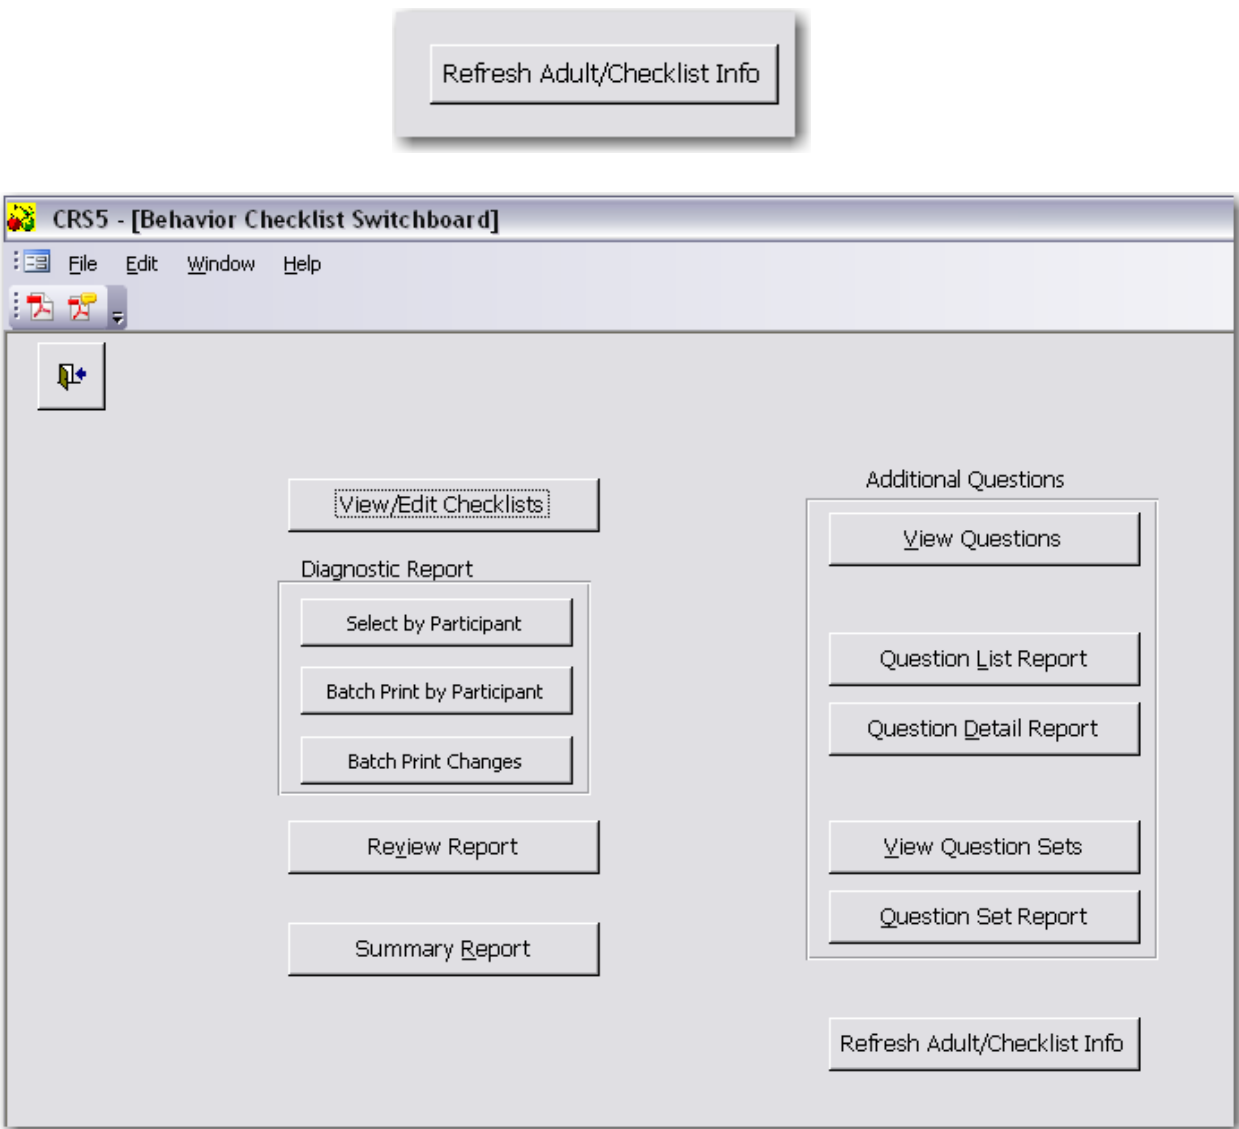 Refresh Adult/Checklist Info
CRS5 - [Behavior Checklist Switchboard]
File Edit Window Help
View/Edit Checklists
Diagnostic Report
Select by Participant
Batch Print by Participant
Batch Print Changes
Review Report
Summary Report
Additional Questions
View Questions
Question List Report
Question Detail Report
View Question Sets
Question Set Report
Refresh Adult/Checklist Info